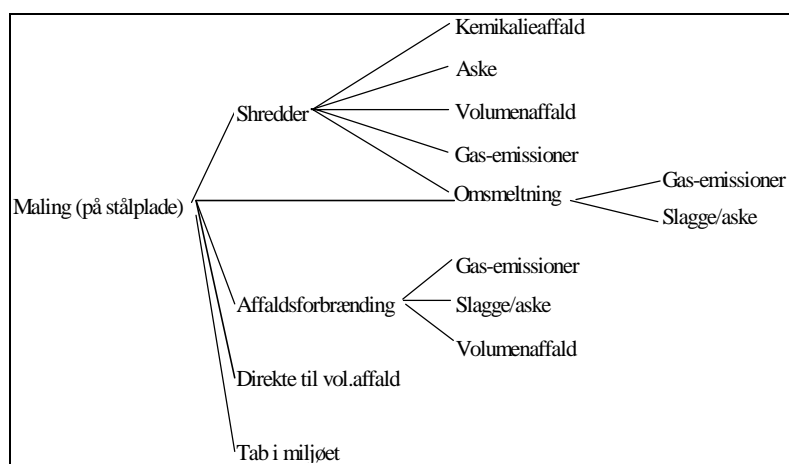 Kemikalieaffald
Aske
Shredder
Volumenaffald
Gas-emissioner
Omsmeltning
Gas-emissioner
Slagge/aske
Maling (på stålplade)
Gas-emissioner
Affaldsforbrænding
Slagge/aske
Volumenaffald
Direkte til vol.affald
Tab i miljøet